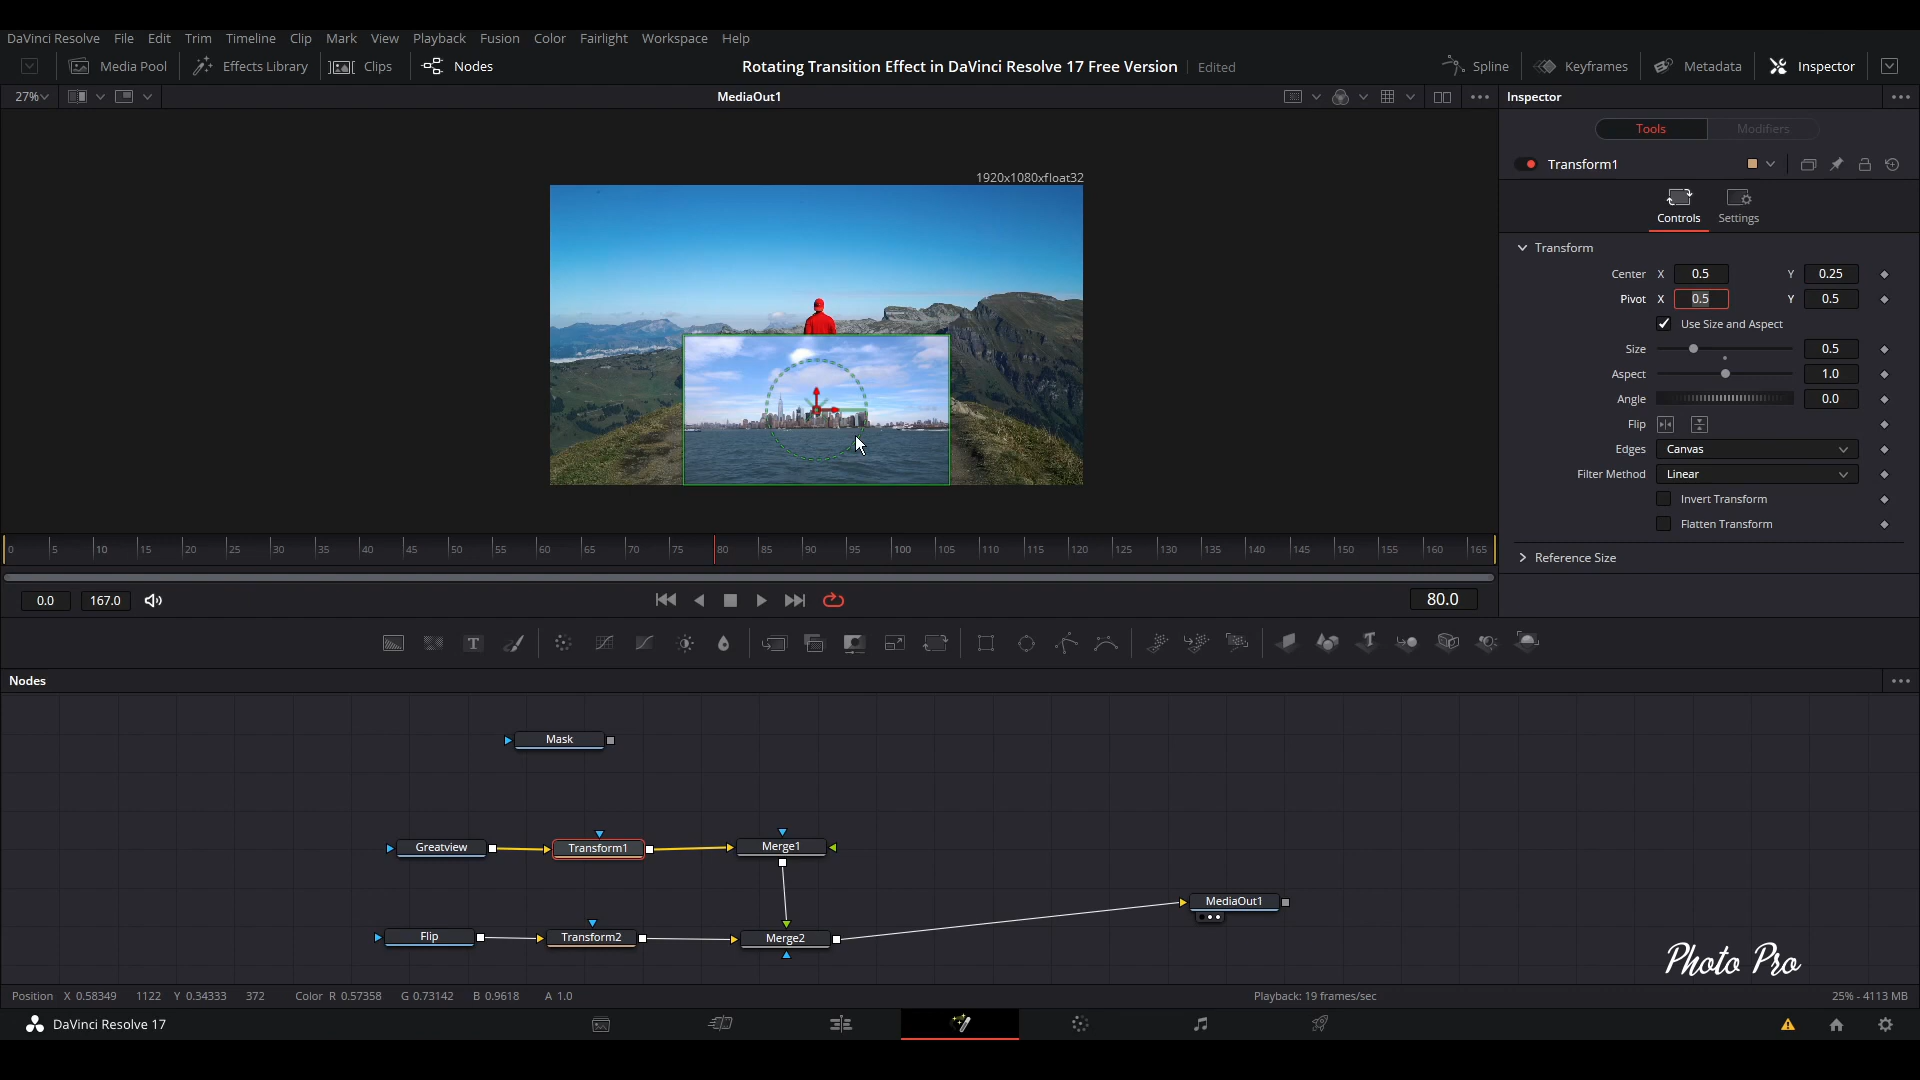 DaVinci Resolve File Edit Trim Timeline Clip Mark View Playback Fusion Color Fairlight Workspace Help
Media Pool Effects Library Clips Nodes Rotating Transition Effect in DaVinci Resolve 17 Free Version Edited Spline Keyframes Metadata Inspector
27% MediaOut1 Inspector
Tools Modifiers
Transform1
1920x1080xfloat32
Controls Settings
Transform
Center X 0.5 Y 0.25
Pivot X 0.5 Y 0.5
Use Size and Aspect
Size 0.5
Aspect 1.0
Angle 0.0
Flip
Edges Canvas
Filter Method Linear
Invert Transform
Flatten Transform
Reference Size
0 5 10 15 20 25 30 35 40 45 50 55 60 65 70 75 80 85 90 95 100 105 110 115 120 125 130 135 140 145 150 155 160 165
0.0 167.0 80.0
T T
Nodes
Mask
Greatview Transform1 Merge1
MediaOut1
Flip Transform2 Merge2
Photo Pro
Position X 0.58349 1122 Y 0.34333 372 Color R 0.57358 G 0.73142 B 0.9618 A 1.0 Playback: 19 frames/sec 25% - 4113 MB
DaVinci Resolve 17